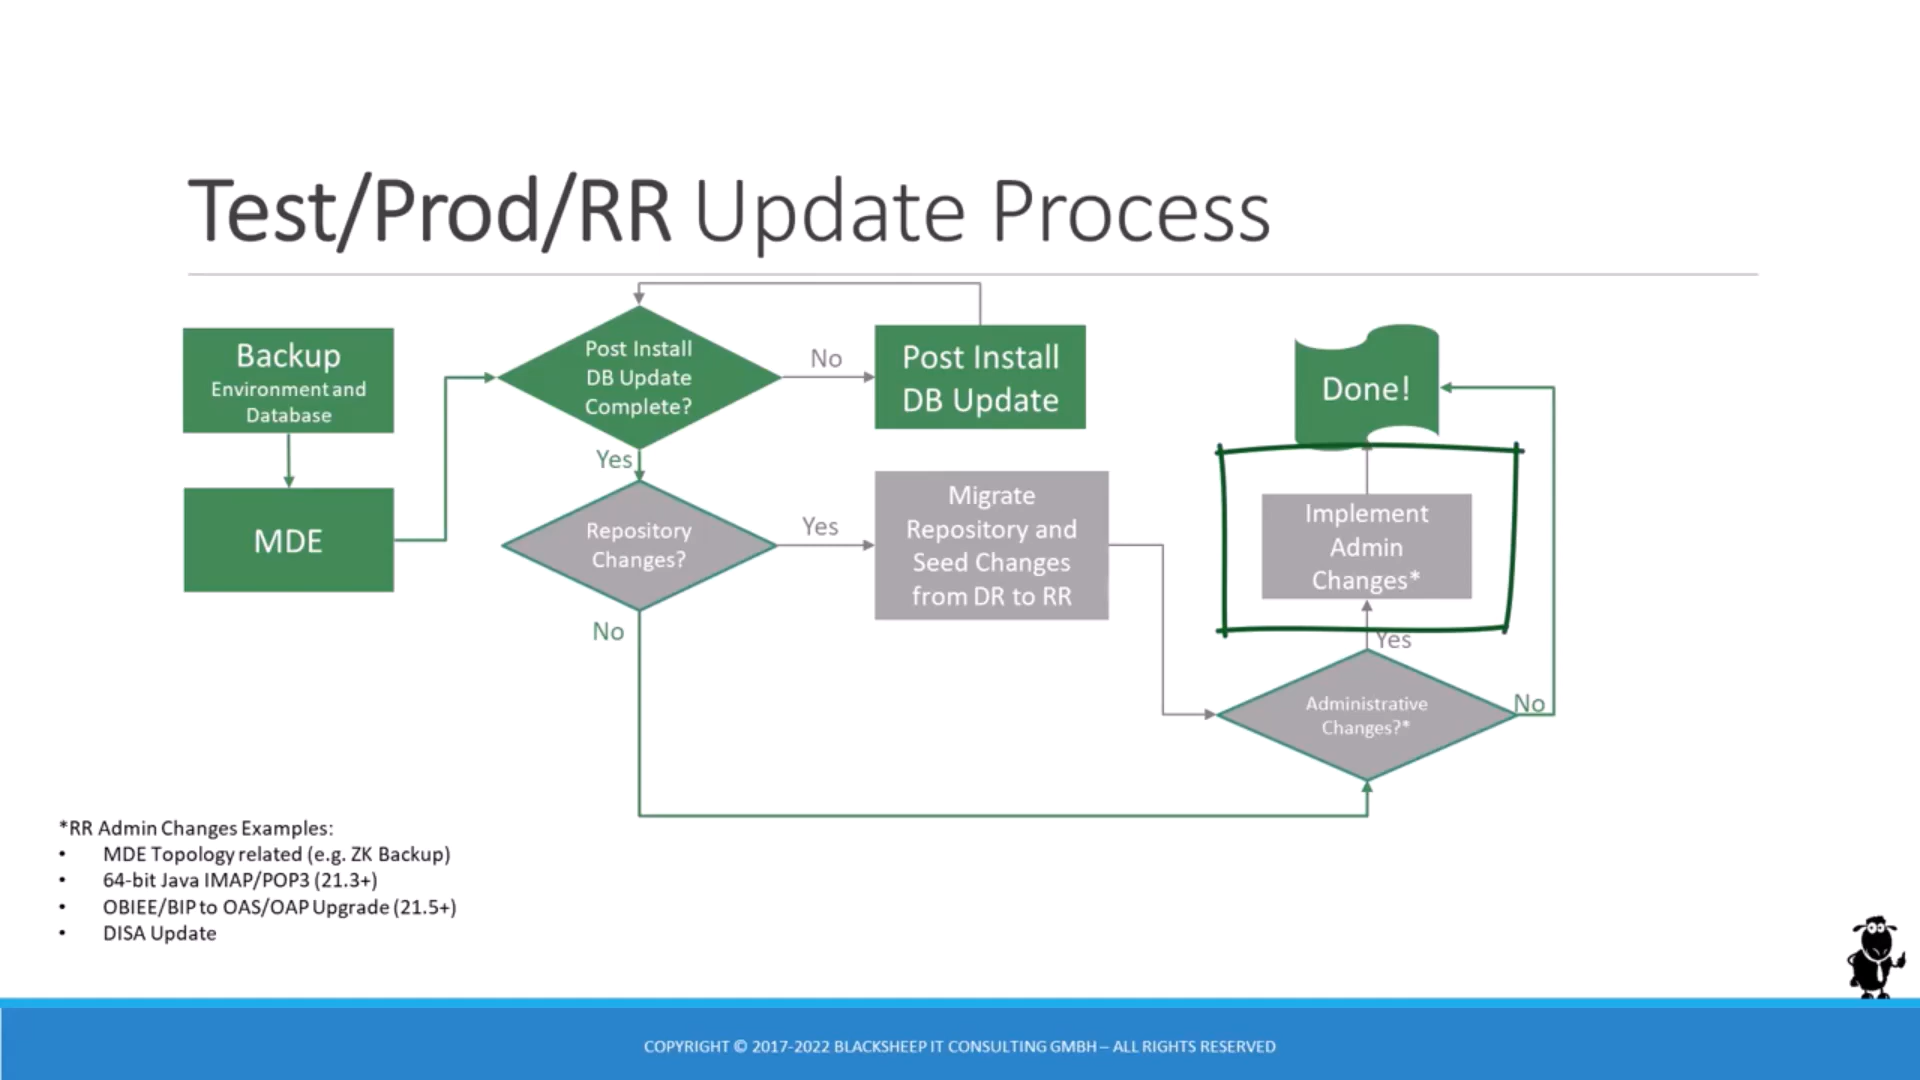 Test/Prod/RR Update Process
Backup
Environment and
Database
MDE
Post Install
DB Update
Complete?
No
Post Install
DB Update
Yes
Repository
Changes?
Yes
Migrate
Repository and
Seed Changes
from DR to RR
No
Done!
Implement
Admin
Changes*
Yes
Administrative
Changes?*
No
*RR Admin Changes Examples:
• MDE Topology related (e.g. ZK Backup)
• 64-bit Java IMAP/POP3 (21.3+)
• OBIEE/BIP to OAS/OAP Upgrade (21.5+)
• DISA Update
COPYRIGHT © 2017-2022 BLACKSHEEP IT CONSULTING GMBH – ALL RIGHTS RESERVED